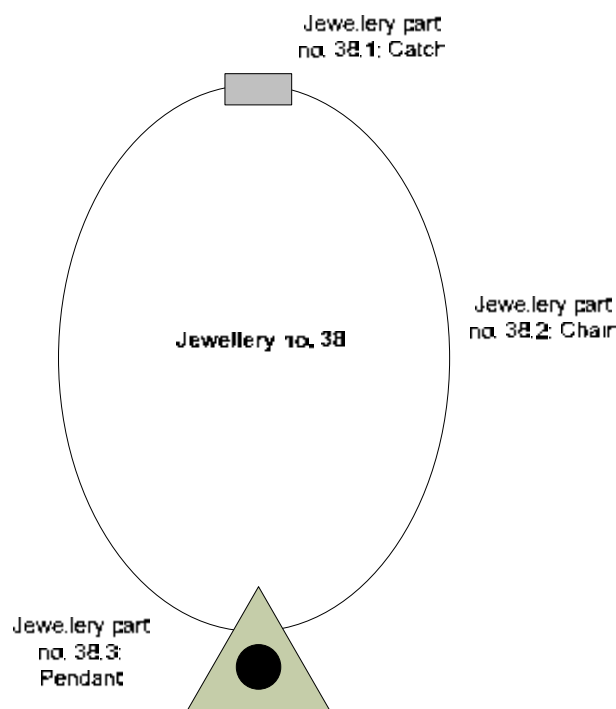 Jewellery part
no. 38.1: Catch
Jewellery part
no. 38.2: Chain
Jewellery no. 38
Jewellery part
no. 38.3:
Pendant